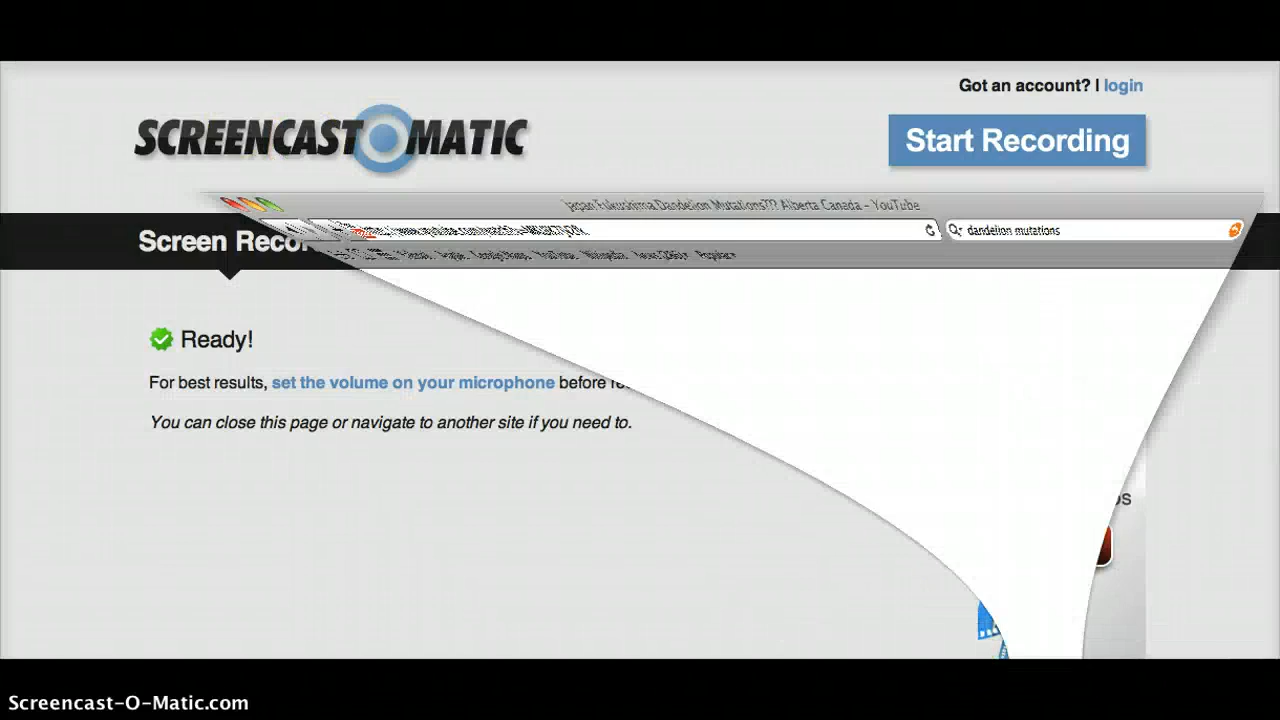 Got an account? | login
SCREENCAST O MATIC
Start Recording
Dandelion Mutations??? Alberta Canada - YouTube
dandelion mutations
Screen Recor
Ready!
For best results, set the volume on your microphone before
You can close this page or navigate to another site if you need to.
Screencast-O-Matic.com